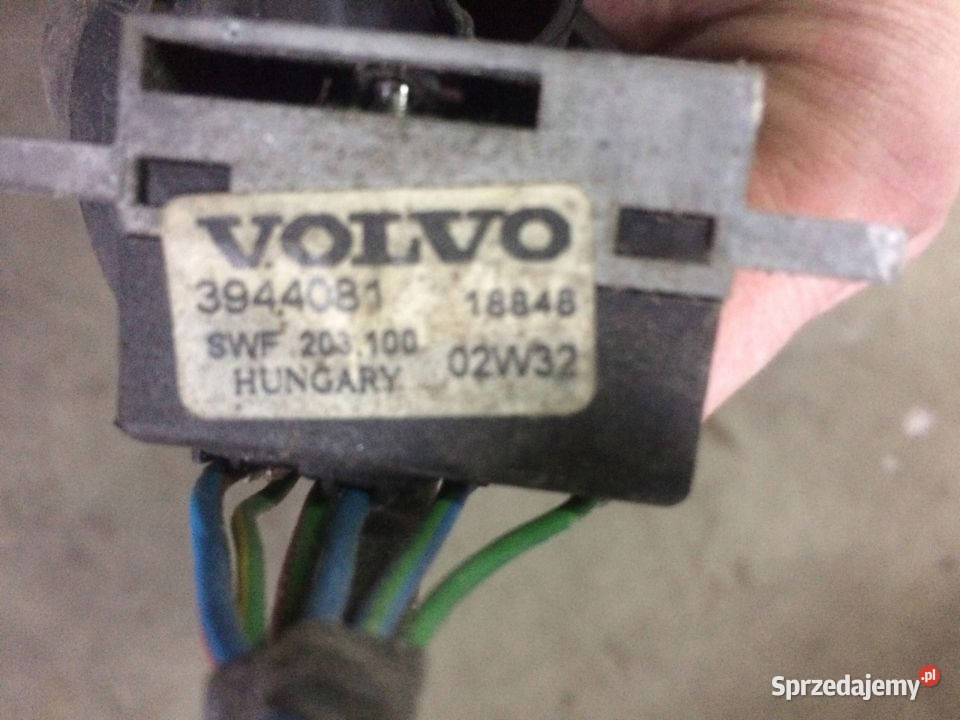 VOLVO
3944081 18848
SWF 203.100 02W32
HUNGARY
Sprzedajemy.pl